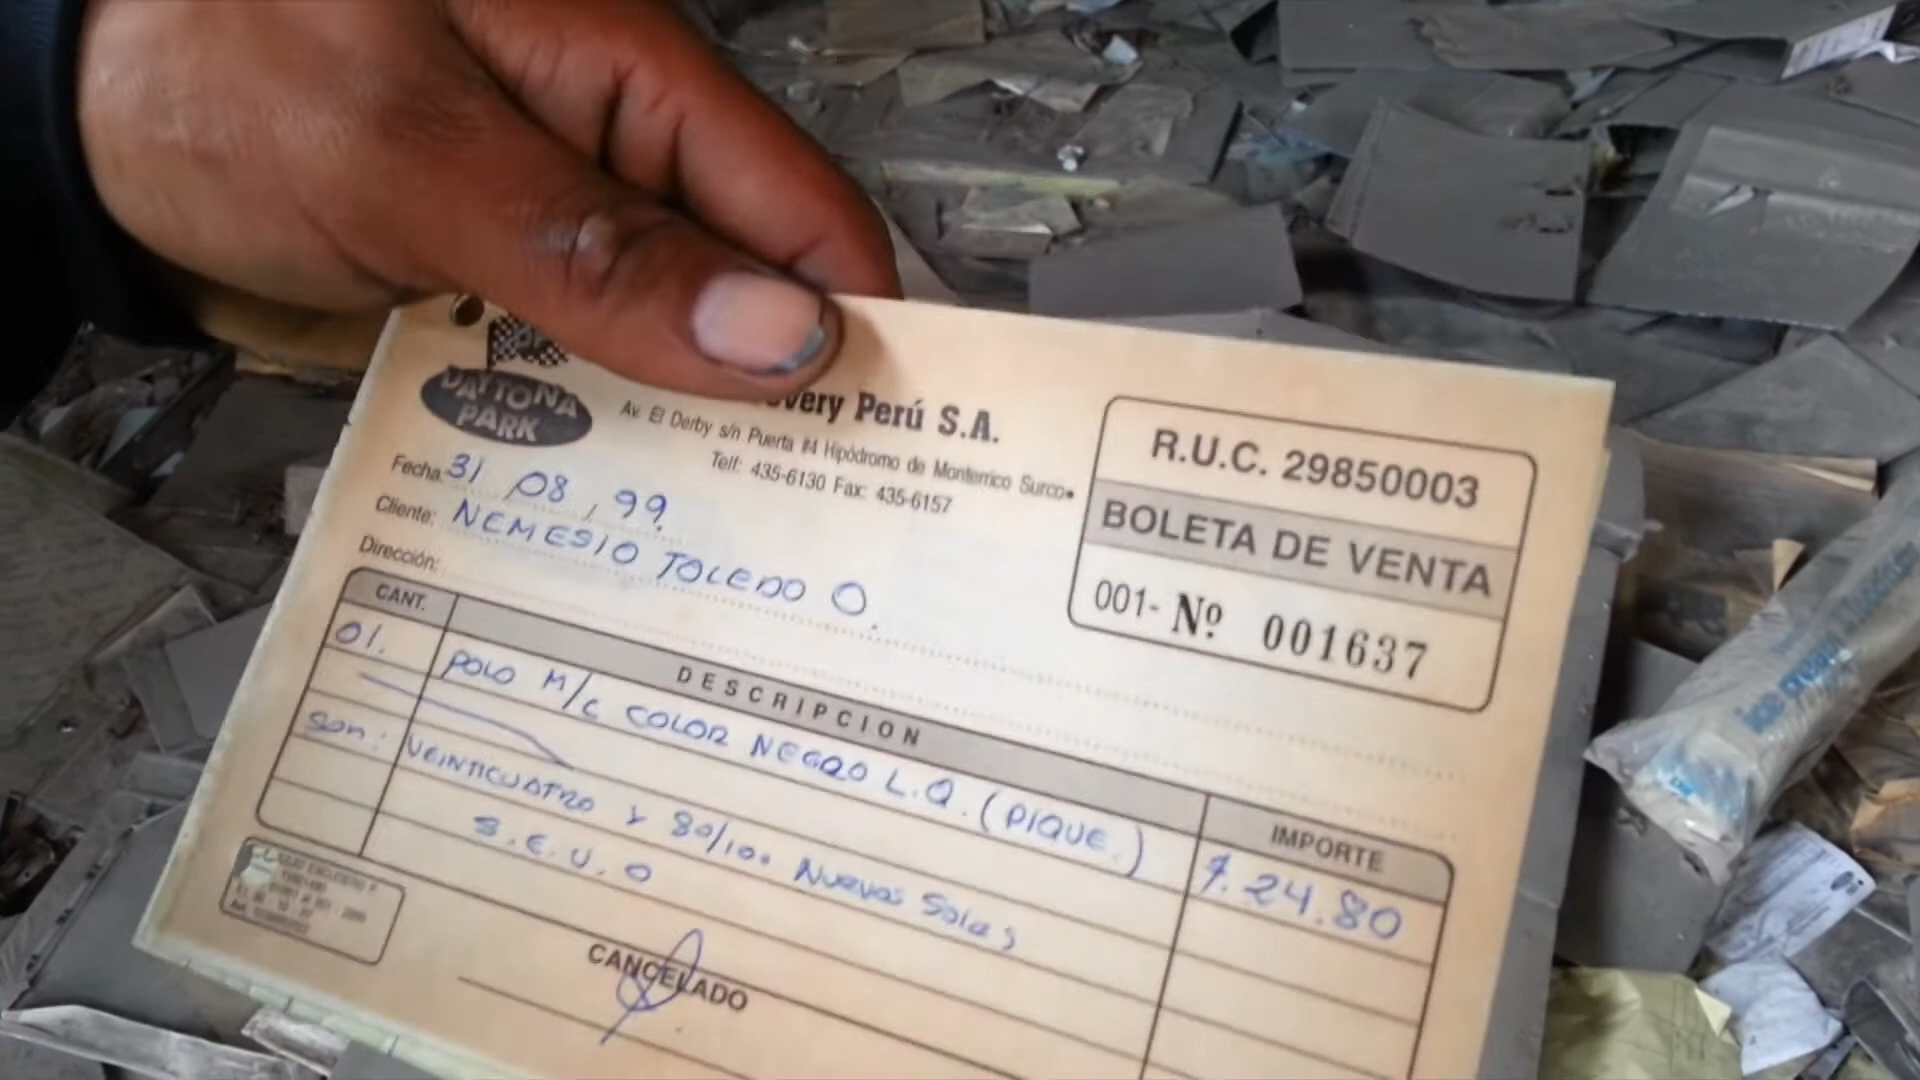 DAYTONA
PARK
very Perú S.A.
Av. El Derby s/n Puerta #4 Hipódromo de Monterrico Surco
Telf: 435-6130 Fax: 435-6157
R.U.C. 29850003
BOLETA DE VENTA
001- Nº 001637
Fecha: 31 / 08 / 99.
Cliente: NEMESIO TOLEDO O.
Dirección:
CANT. DESCRIPCION IMPORTE
01. POLO M/C COLOR NEGRO L.Q. (PIQUE.) S/. 24.80
Son: VEINTICUATRO Y 80/100 Nuevos Soles
S.E.U.O
CANCELADO